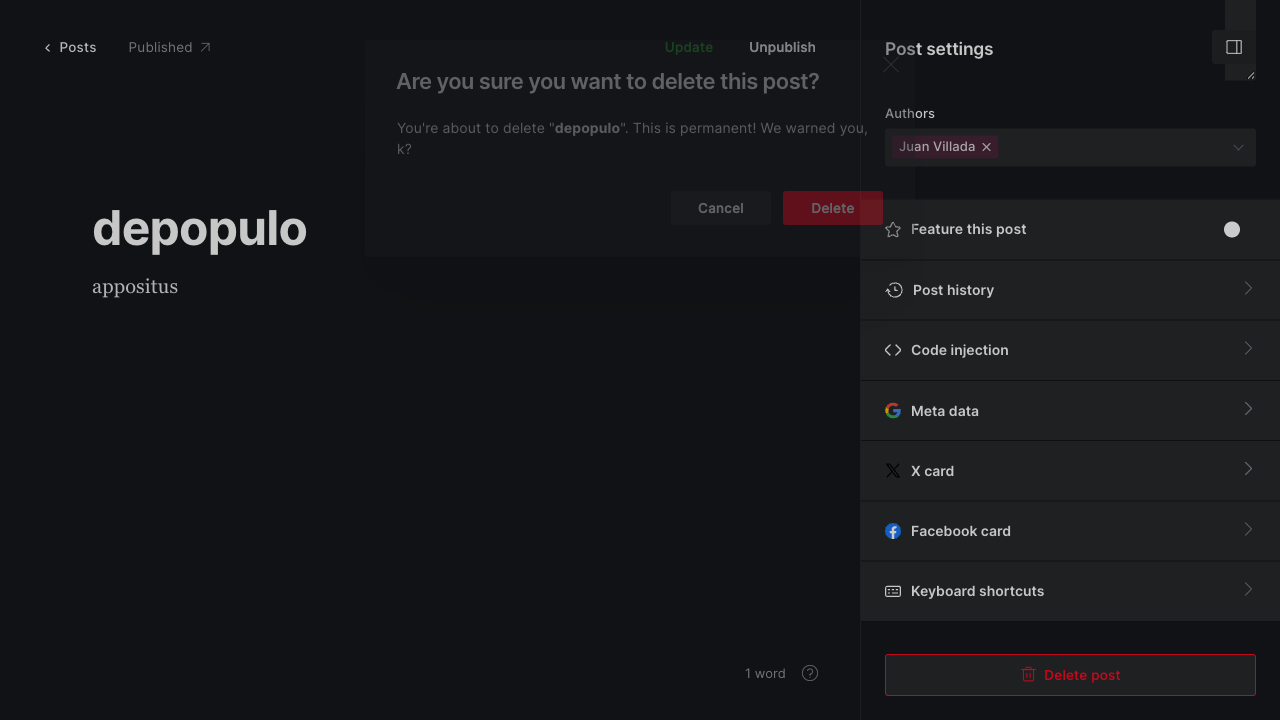 Posts
Published
Update
Unpublish
Post settings
Are you sure you want to delete this post?
You're about to delete "depopulo". This is permanent! We warned you,
k?
Cancel
Delete
Authors
Juan Villada
depopulo
appositus
Feature this post
Post history
Code injection
Meta data
X card
Facebook card
Keyboard shortcuts
1 word
Delete post